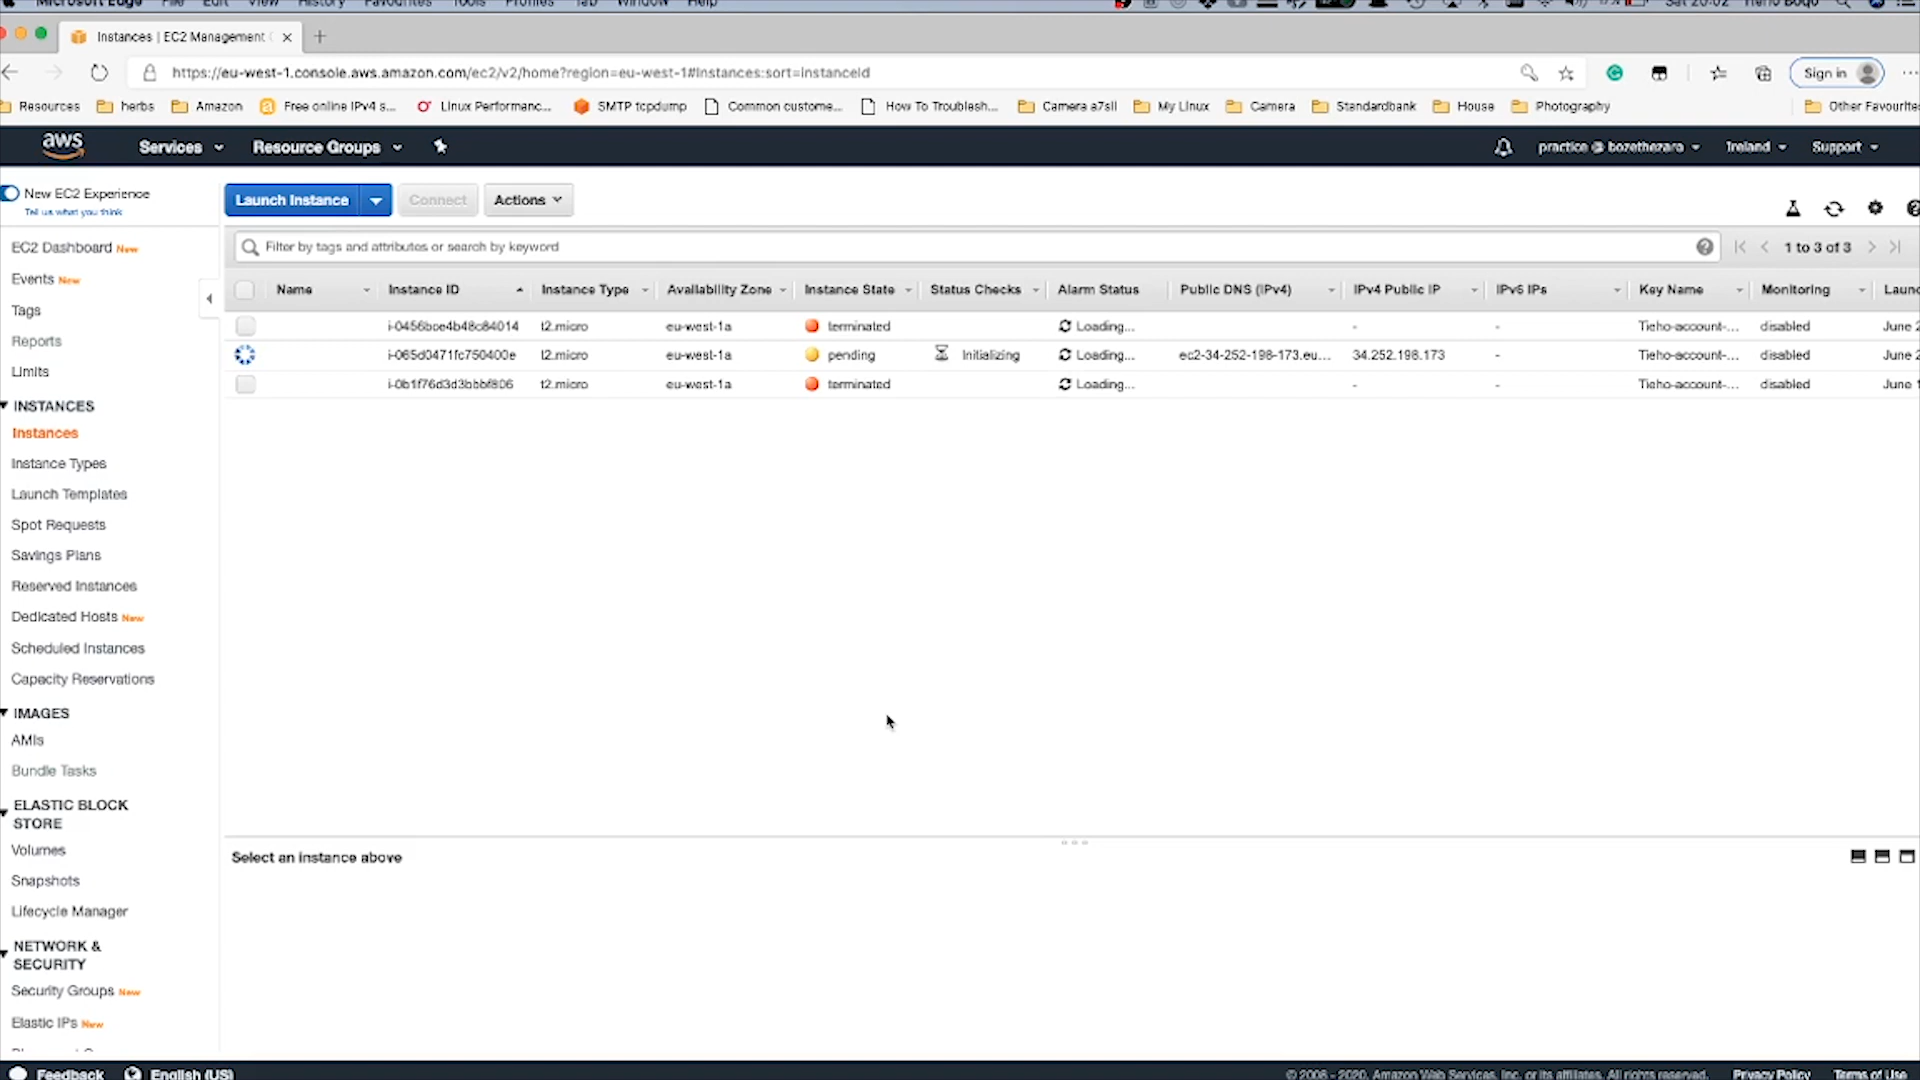 Microsoft Edge File Edit View History Favourites Tools Profiles Tab Window Help Sat 20:02
Instances | EC2 Management C
https://eu-west-1.console.aws.amazon.com/ec2/v2/home?region=eu-west-1#Instances:sort=instanceId
Sign in
Resources herbs Amazon Free online IPv4 s... Linux Performanc... SMTP tcpdump Common custome... How To Troublesh... Camera a7sII My Linux Camera Standardbank House Photography Other Favourite
aws Services Resource Groups practice @ bozethezara Ireland Support
New EC2 Experience
Tell us what you think
Launch Instance Connect Actions
Filter by tags and attributes or search by keyword
1 to 3 of 3
Name Instance ID Instance Type Availability Zone Instance State Status Checks Alarm Status Public DNS (IPv4) IPv4 Public IP IPv6 IPs Key Name Monitoring Launc
t2.micro eu-west-1a terminated Loading... - - disabled June 2
i-065d0471fc750400e t2.micro eu-west-1a pending Initializing Loading... ec2-34-252-198-173.eu... 34.252.198.173 - disabled June 2
i-0b1f76d3d3bbbf806 t2.micro eu-west-1a terminated Loading... - - disabled June 1
EC2 Dashboard New
Events New
Tags
Reports
Limits
INSTANCES
Instances
Instance Types
Launch Templates
Spot Requests
Savings Plans
Reserved Instances
Dedicated Hosts New
Scheduled Instances
Capacity Reservations
IMAGES
AMIs
Bundle Tasks
ELASTIC BLOCK
STORE
Volumes
Snapshots
Lifecycle Manager
NETWORK &
SECURITY
Security Groups New
Elastic IPs New
Select an instance above
Feedback English (US)
© 2008 - 2020, Amazon Web Services, Inc. or its affiliates. All rights reserved. Privacy Policy Terms of Use